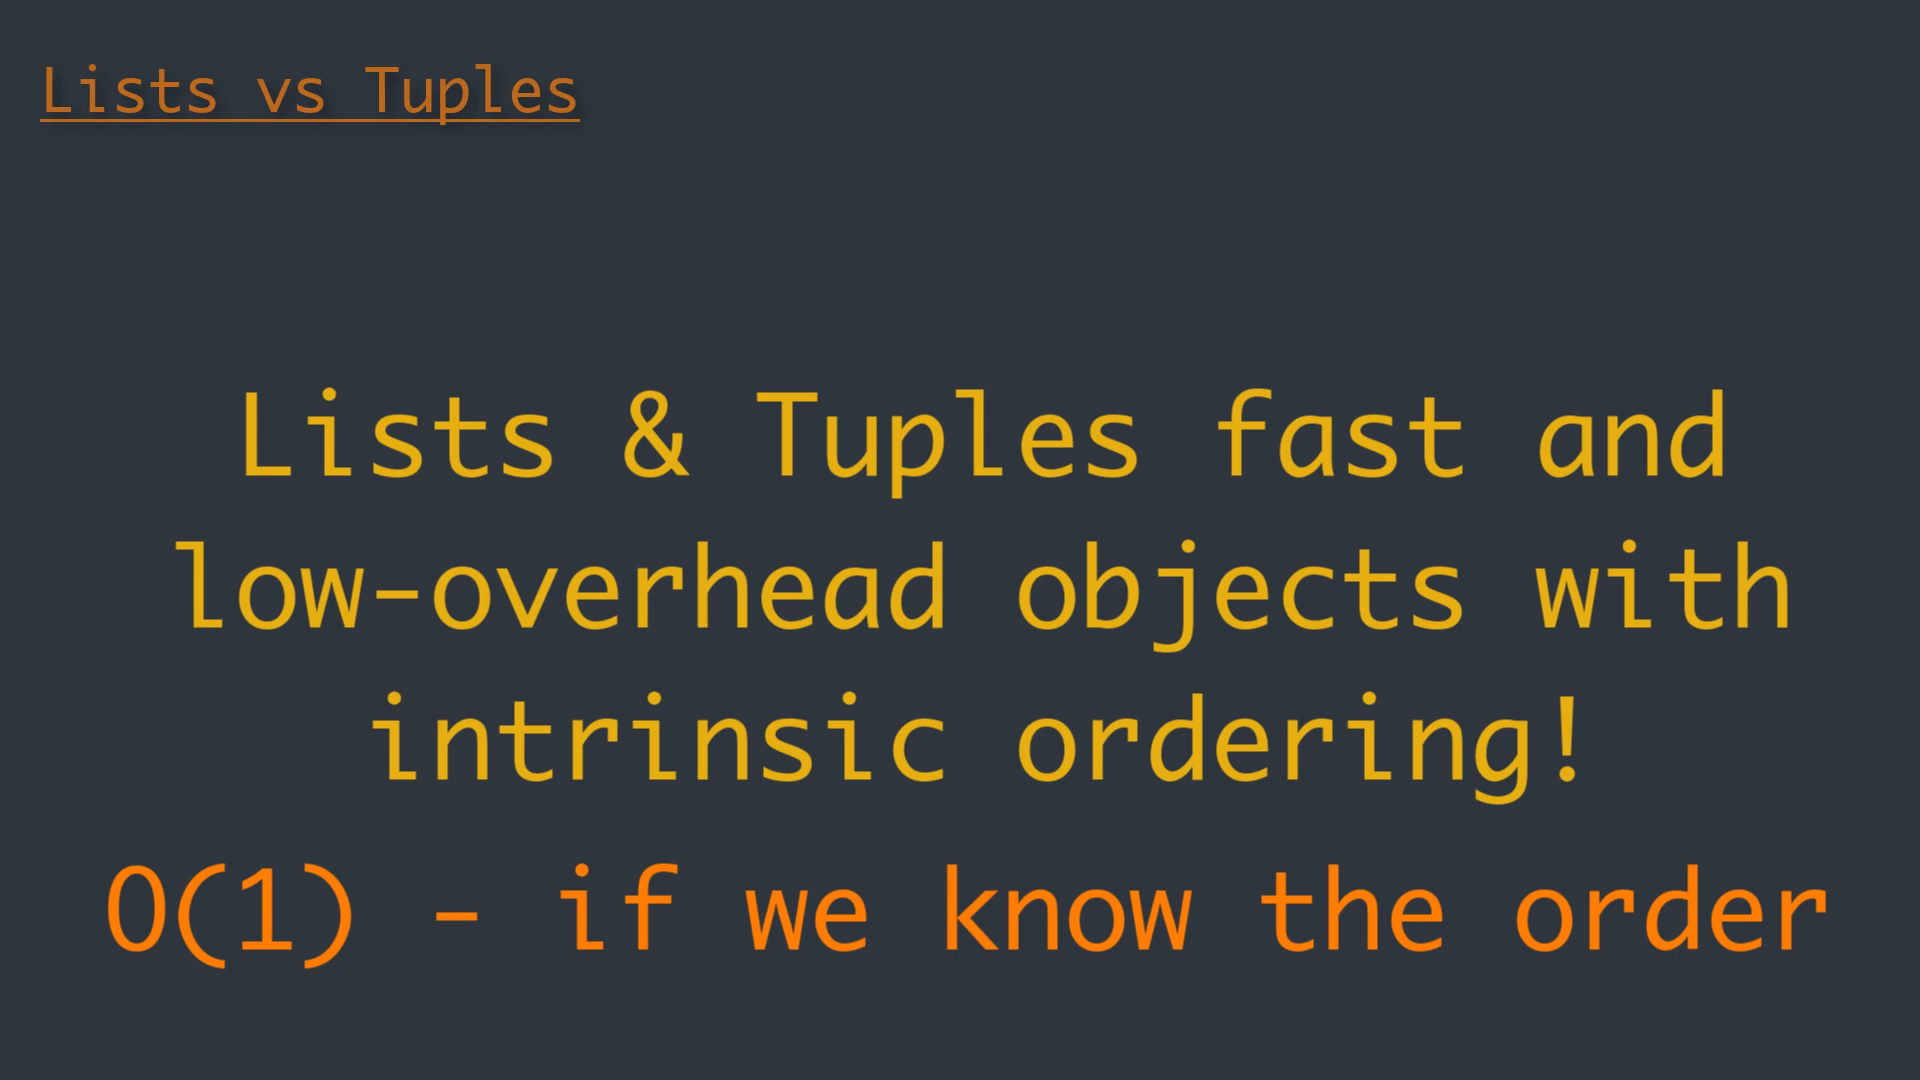 Lists vs Tuples
Lists & Tuples fast and
low-overhead objects with
intrinsic ordering!
O(1) - if we know the order